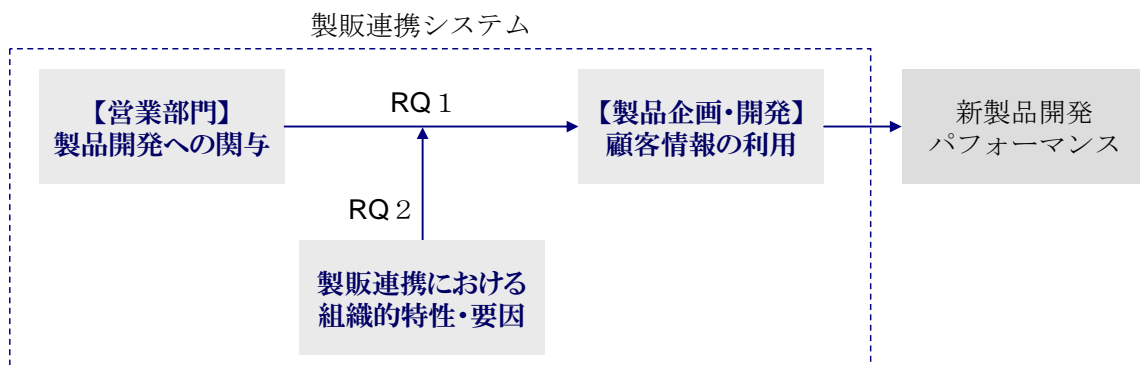 製販連携システム
【営業部門】
製品開発への関与
RQ１
【製品企画・開発】
顧客情報の利用
新製品開発
パフォーマンス
RQ２
製販連携における
組織的特性・要因